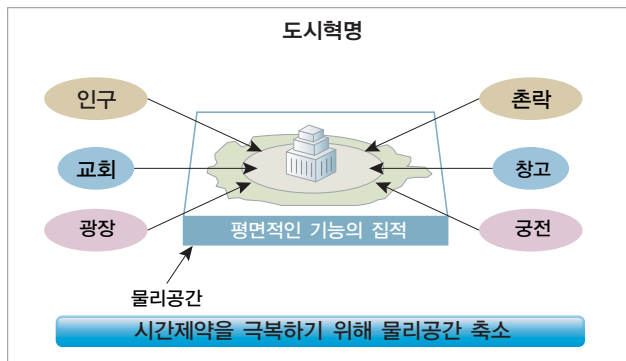 도시혁명
인구
촌락
교회
창고
광장
궁전
평면적인 기능의 집적
물리공간
시간제약을 극복하기 위해 물리공간 축소